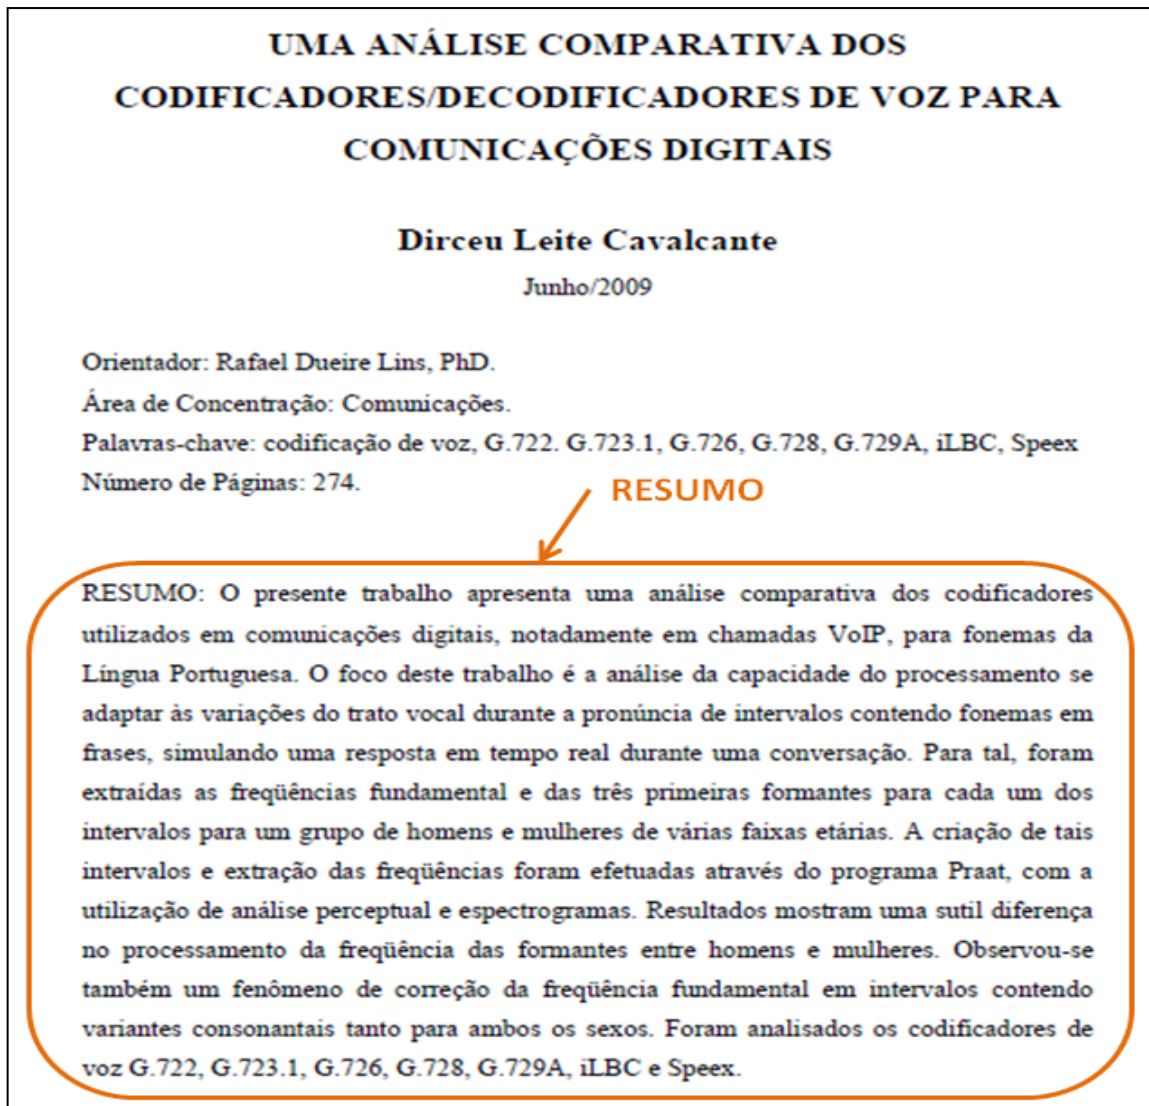 UMA ANÁLISE COMPARATIVA DOS
CODIFICADORES/DECODIFICADORES DE VOZ PARA
COMUNICAÇÕES DIGITAIS
Dirceu Leite Cavalcante
Junho/2009
Orientador: Rafael Dueire Lins, PhD.
Área de Concentração: Comunicações.
Palavras-chave: codificação de voz, G.722. G.723.1, G.726, G.728, G.729A, iLBC, Speex
Número de Páginas: 274.
RESUMO
RESUMO: O presente trabalho apresenta uma análise comparativa dos codificadores
utilizados em comunicações digitais, notadamente em chamadas VoIP, para fonemas da
Língua Portuguesa. O foco deste trabalho é a análise da capacidade do processamento se
adaptar às variações do trato vocal durante a pronúncia de intervalos contendo fonemas em
frases, simulando uma resposta em tempo real durante uma conversação. Para tal, foram
extraídas as freqüências fundamental e das três primeiras formantes para cada um dos
intervalos para um grupo de homens e mulheres de várias faixas etárias. A criação de tais
intervalos e extração das freqüências foram efetuadas através do programa Praat, com a
utilização de análise perceptual e espectrogramas. Resultados mostram uma sutil diferença
no processamento da freqüência das formantes entre homens e mulheres. Observou-se
também um fenômeno de correção da freqüência fundamental em intervalos contendo
variantes consonantais tanto para ambos os sexos. Foram analisados os codificadores de
voz G.722, G.723.1, G.726, G.728, G.729A, iLBC e Speex.